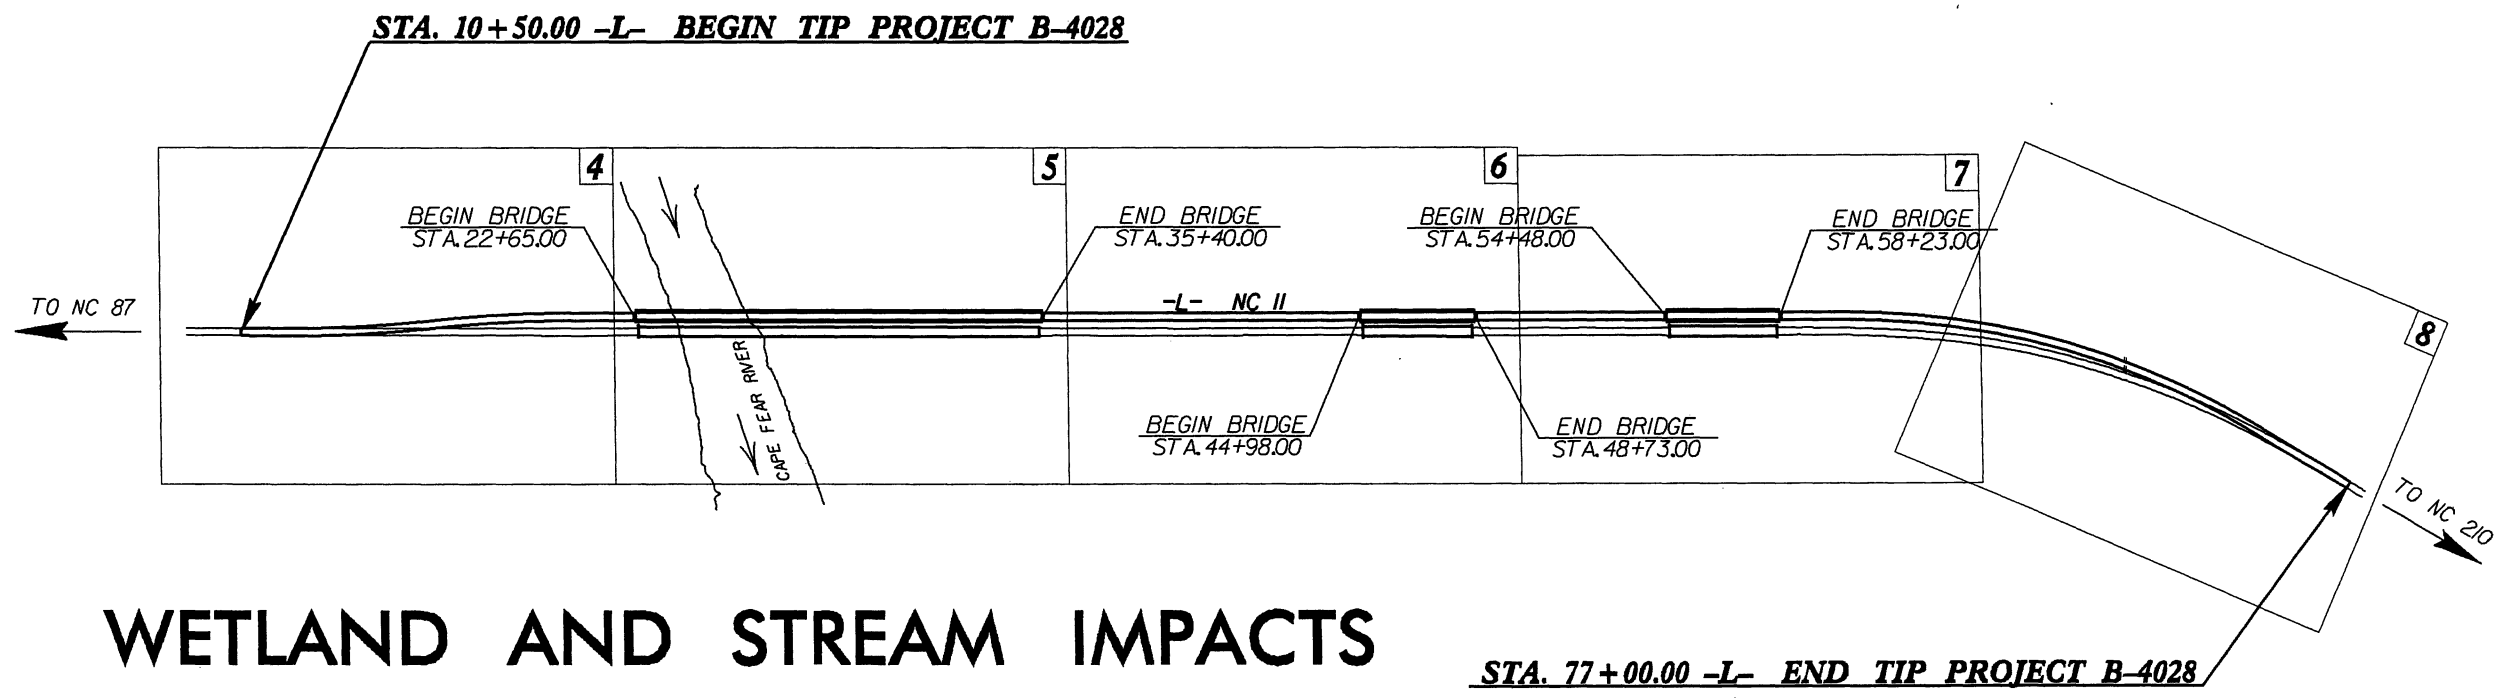 STA. 10+50.00 -L- BEGIN TIP PROJECT B-4028
4
5
6
7
8
BEGIN BRIDGE
STA.22+65.00
END BRIDGE
STA.35+40.00
BEGIN BRIDGE
STA.54+48.00
END BRIDGE
STA.58+23.00
TO NC 87
-L- NC 11
CAPE FEAR RIVER
BEGIN BRIDGE
STA.44+98.00
END BRIDGE
STA.48+73.00
TO NC 210
WETLAND AND STREAM IMPACTS
STA. 77+00.00 -L- END TIP PROJECT B-4028